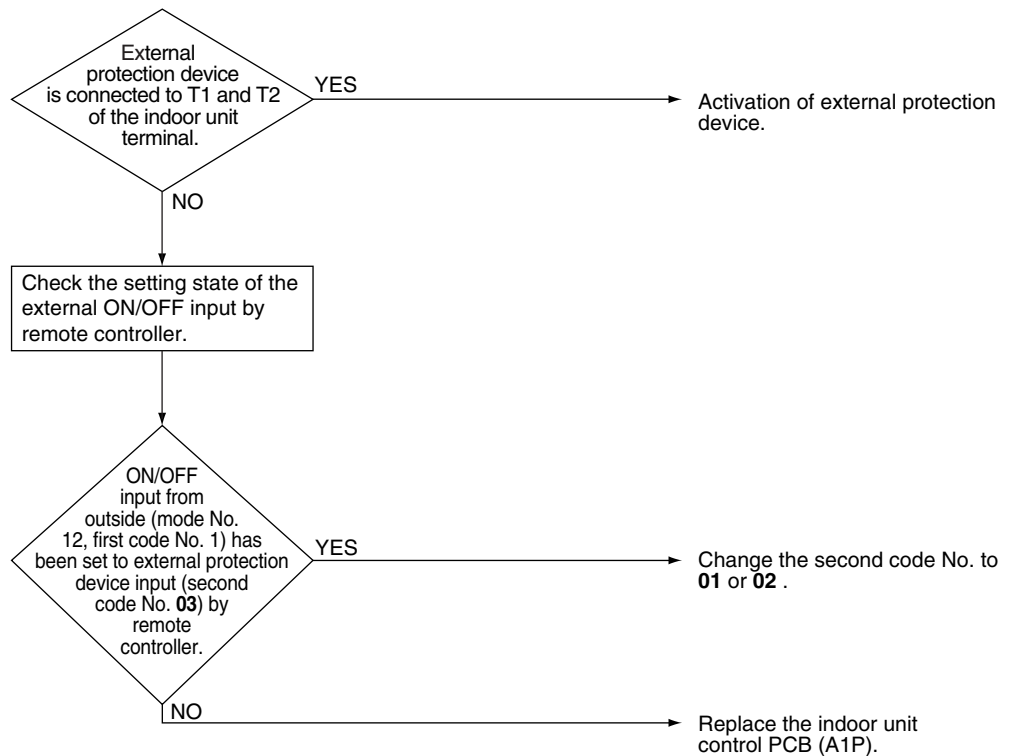 External
protection device
is connected to T1 and T2
of the indoor unit
terminal.
YES
Activation of external protection
device.
NO
Check the setting state of the
external ON/OFF input by
remote controller.
ON/OFF
input from
outside (mode No.
12, first code No. 1) has
been set to external protection
device input (second
code No. 03) by
remote
controller.
YES
Change the second code No. to
01 or 02 .
NO
Replace the indoor unit
control PCB (A1P).